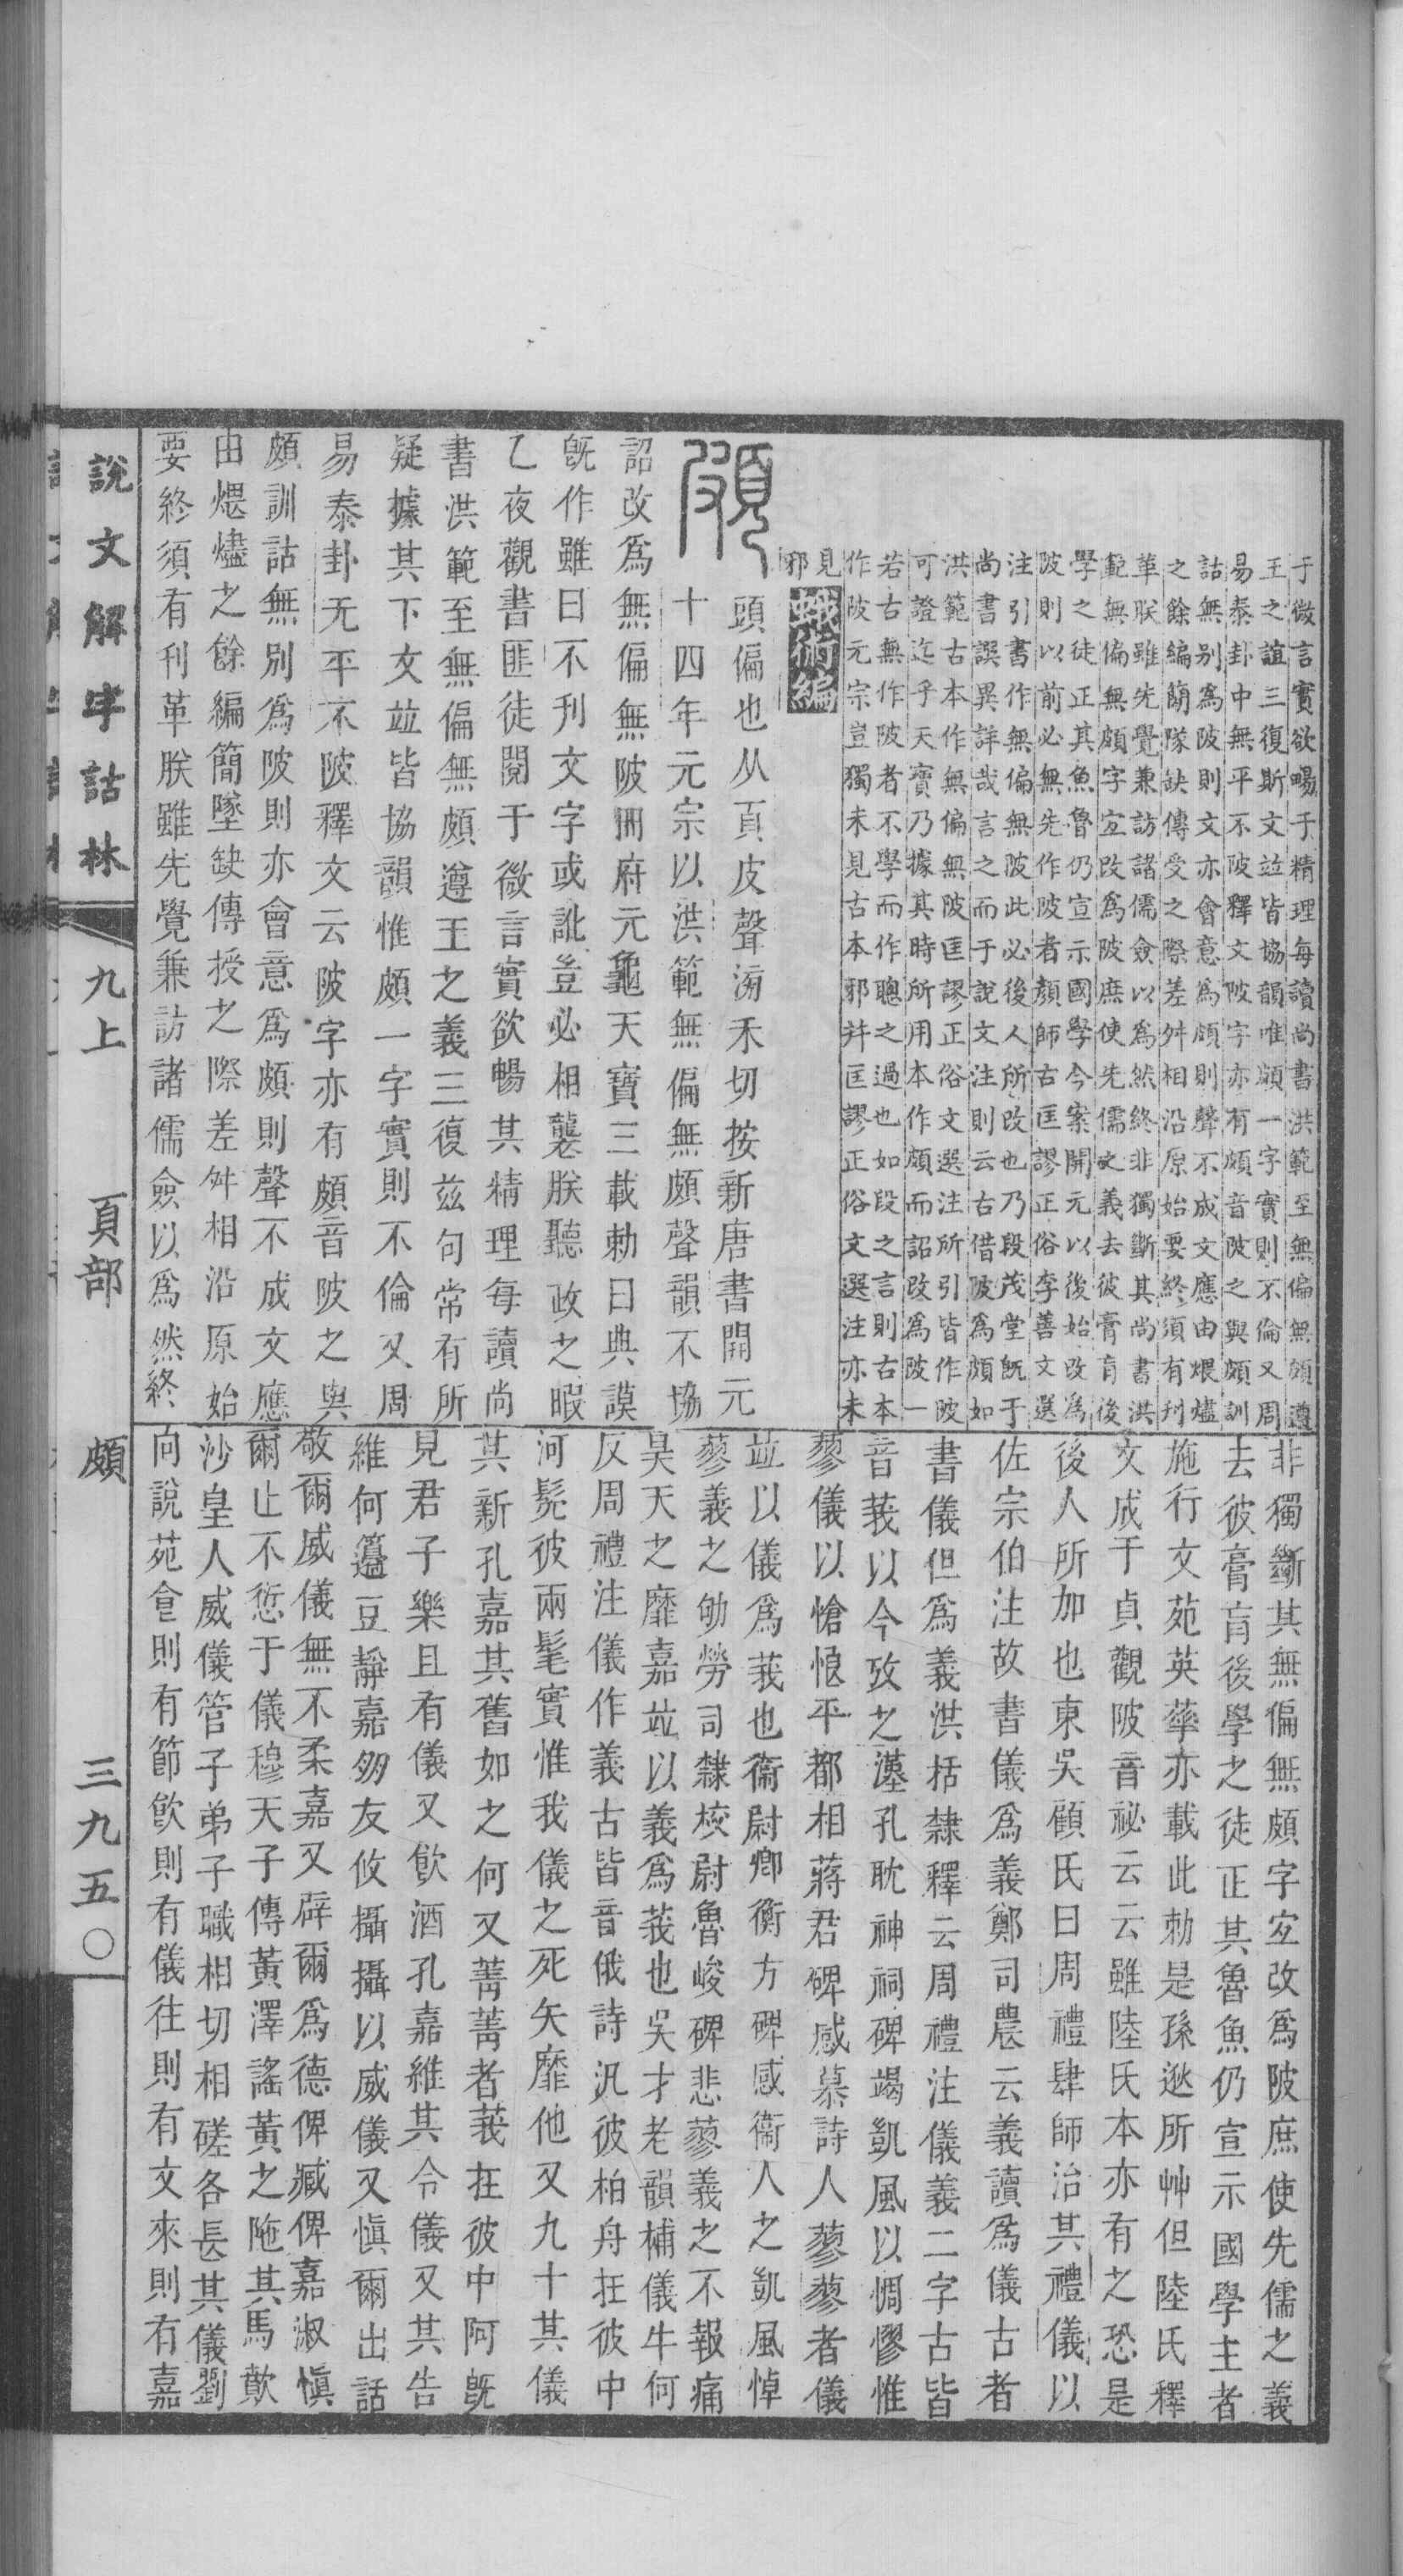 于微言實欲暢于精理每讀尚書洪範至無偏無頗遵
王之誼三復斯文竝皆協韻唯頗一字實則不倫又周
易泰卦中無平不陂釋文陂字亦有頗音陂之與頗訓
詁無别爲陂則文亦會意爲頗則聲不成文應由煨燼
之餘編簡隊缺傳受之際差舛相沿原始要終須有刊
革朕雖先覺兼訪諸儒僉以爲然終非獨斷其尚書洪
範無偏無頗字宜改爲陂庶使先儒之義去彼膏肓後
學之徒正其魚魯仍宣示國學今案開元以後始改爲
陂則以前必無先作陂者顏師古匡謬正俗李善文選
注引書作無偏無陂此必後人所改也乃段茂堂既于
尚書譔異詳哉言之而于說文注則云古借陂爲頗如
洪範古本作無偏無陂匡謬正俗文選注所引皆作陂
可證迄乎天寶乃據其時所用本作頗而詔改爲陂一
若古無作陂者不學而作聰之過也如段之言則古本
作陂元宗豈獨未見古本邪并匡謬正俗文選注亦未
見
邪
蛾術編
頗
頭偏也从頁皮聲滂禾切按新唐書開元
十四年元宗以洪範無偏無頗聲韻不協
詔改爲無偏無陂冊府元龜天寶三載勅曰典謨
既作雖曰不刊文字或訛豈必相襲朕聽政之暇
乙夜觀書匪徒閱于微言實欲暢其精理每讀尚
書洪範至無偏無頗遵王之義三復茲句常有所
疑據其下文竝皆協韻惟頗一字實則不倫又周
易泰卦无平不陂釋文云陂字亦有頗音陂之與
頗訓詁無別爲陂則亦會意爲頗則聲不成文應
由煨燼之餘編簡墜缺傳授之際差舛相沿原始
要終須有刊革朕雖先覺兼訪諸儒僉以爲然終
非獨斷其無偏無頗字宜改爲陂庶使先儒之義
去彼膏肓後學之徒正其魯魚仍宣示國學主者
施行文苑英華亦載此勅是孫逖所艸但陸氏釋
文成于貞觀陂音祕云云雖陸氏本亦有之恐是
後人所加也東吳顧氏曰周禮肆師治其禮儀以
佐宗伯注故書儀爲義鄭司農云義讀爲儀古者
書儀但爲義洪括隸釋云周禮注儀義二字古皆
音莪以今攷之漢孔耽神祠碑竭凱風以惆㦬惟
蓼儀以愴悢平都相蔣君碑感慕詩人蓼蓼者儀
竝以儀爲莪也衞尉卿衡方碑感衞人之凱風悼
蓼義之劬勞司隸校尉魯峻碑悲蓼義之不報痛
昊天之靡嘉竝以義爲莪也吳才老韻補儀牛何
反周禮注儀作義古皆音俄詩汎彼柏舟在彼中
河髧彼兩髦實惟我儀之死矢靡他又九十其儀
其新孔嘉其舊如之何又菁菁者莪在彼中阿既
見君子樂且有儀又飮酒孔嘉維其令儀又其告
維何籩豆靜嘉朋友攸攝攝以威儀又愼爾出話
敬爾威儀無不柔嘉又辟爾爲德俾臧俾嘉淑愼
爾止不愆于儀穆天子傳黃澤謠黃之陁其馬歕
沙皇人威儀管子弟子職相切相磋各長其儀劉
向說苑食則有節飮則有儀往則有文來則有嘉
說文解字詁林
九上
頁部
頗
三九五〇